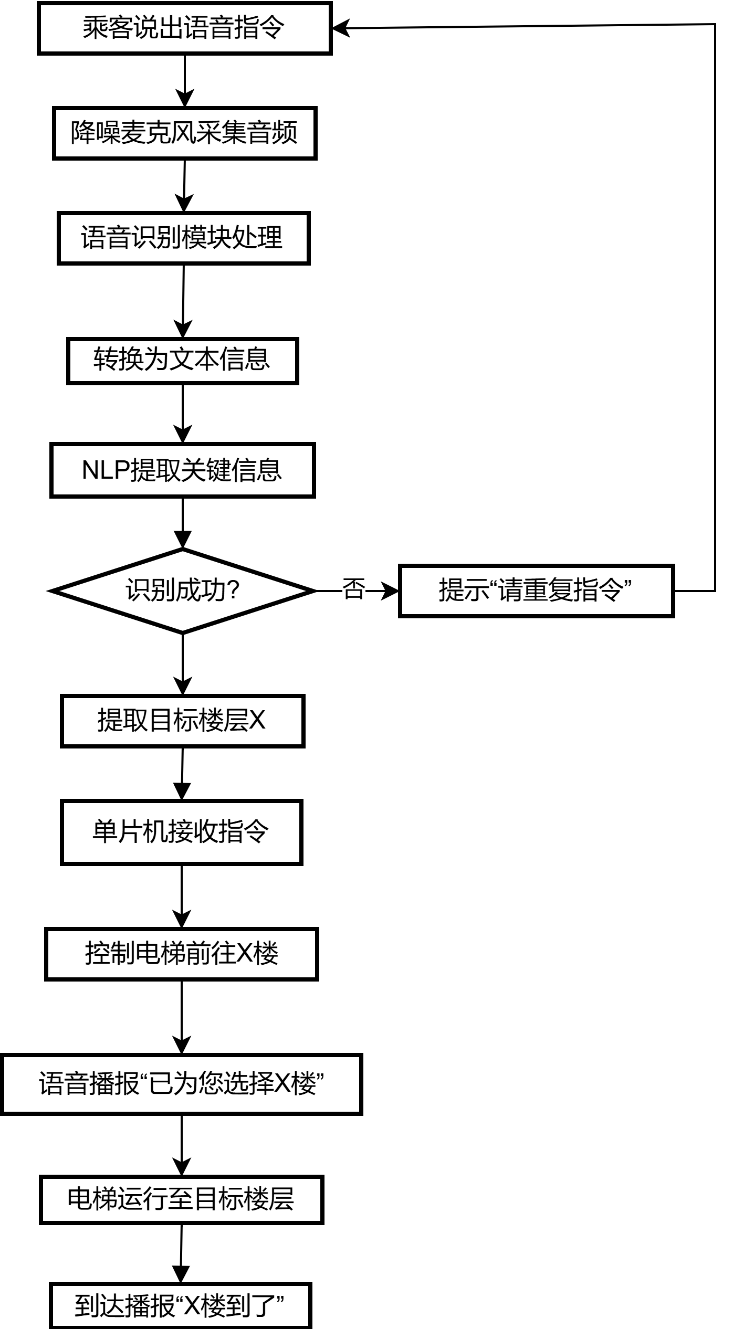 乘客说出语音指令
降噪麦克风采集音频
语音识别模块处理
转换为文本信息
NLP提取关键信息
识别成功?
否
提示“请重复指令”
提取目标楼层X
单片机接收指令
控制电梯前往X楼
语音播报“已为您选择X楼”
电梯运行至目标楼层
到达播报“X楼到了”